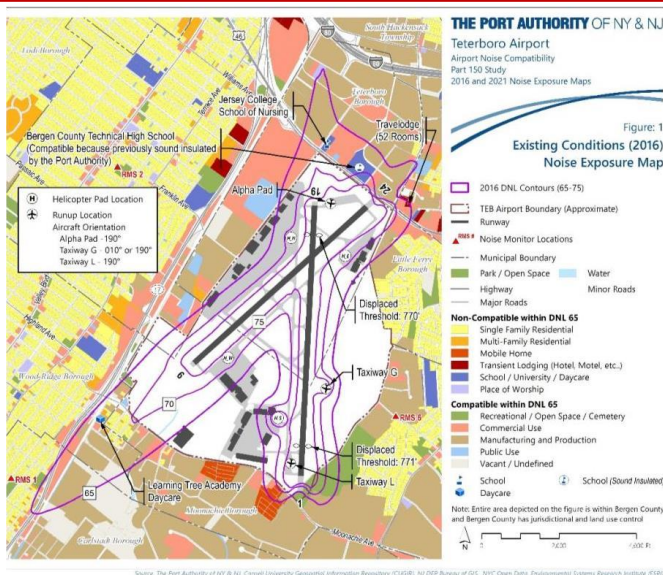 THE PORT AUTHORITY OF NY & NJ
Teterboro Airport
Airport Noise Compatibility
Part 150 Study
2016 and 2021 Noise Exposure Maps
Figure: 1
Existing Conditions (2016)
Noise Exposure Map
2016 DNL Contours (65-75)
TEB Airport Boundary (Approximate)
Runway
RMS # Noise Monitor Locations
Municipal Boundary
Park / Open Space Water
Highway Minor Roads
Major Roads
Non-Compatible within DNL 65
Single Family Residential
Multi-Family Residential
Mobile Home
Transient Lodging (Hotel, Motel, etc..)
School / University / Daycare
Place of Worship
Compatible within DNL 65
Recreational / Open Space / Cemetery
Commercial Use
Manufacturing and Production
Public Use
Vacant / Undefined
School School (Sound Insulated)
Daycare
Note: Entire area depicted on the figure is within Bergen County
and Bergen County has jurisdictional and land use control
N
0
Lodi Borough
South Hackensack
Township
46
Teterboro
Borough
Williams Ave
Terrace Ave
Jersey College
School of Nursing
Travelodge
(52 Rooms)
Bergen County Technical High School
(Compatible because previously sound insulated
by the Port Authority)
RMS 2
Passaic Ave
Franklin Ave
Alpha Pad
19
24
H Helicopter Pad Location
Runup Location
Aircraft Orientation
Alpha Pad - 190°
Taxiway G - 010° or 190°
Taxiway L - 190°
Little Ferry
Borough
17
Displaced
Threshold: 770'
75
Highland Ave
Wood-Ridge Borough
6
70
Taxiway G
RMS 5
Displaced
Threshold: 771'
RMS 1
65
Learning Tree Academy
Daycare
Taxiway L
1
Moonachie Borough
Moonachie Ave
Carlstadt Borough